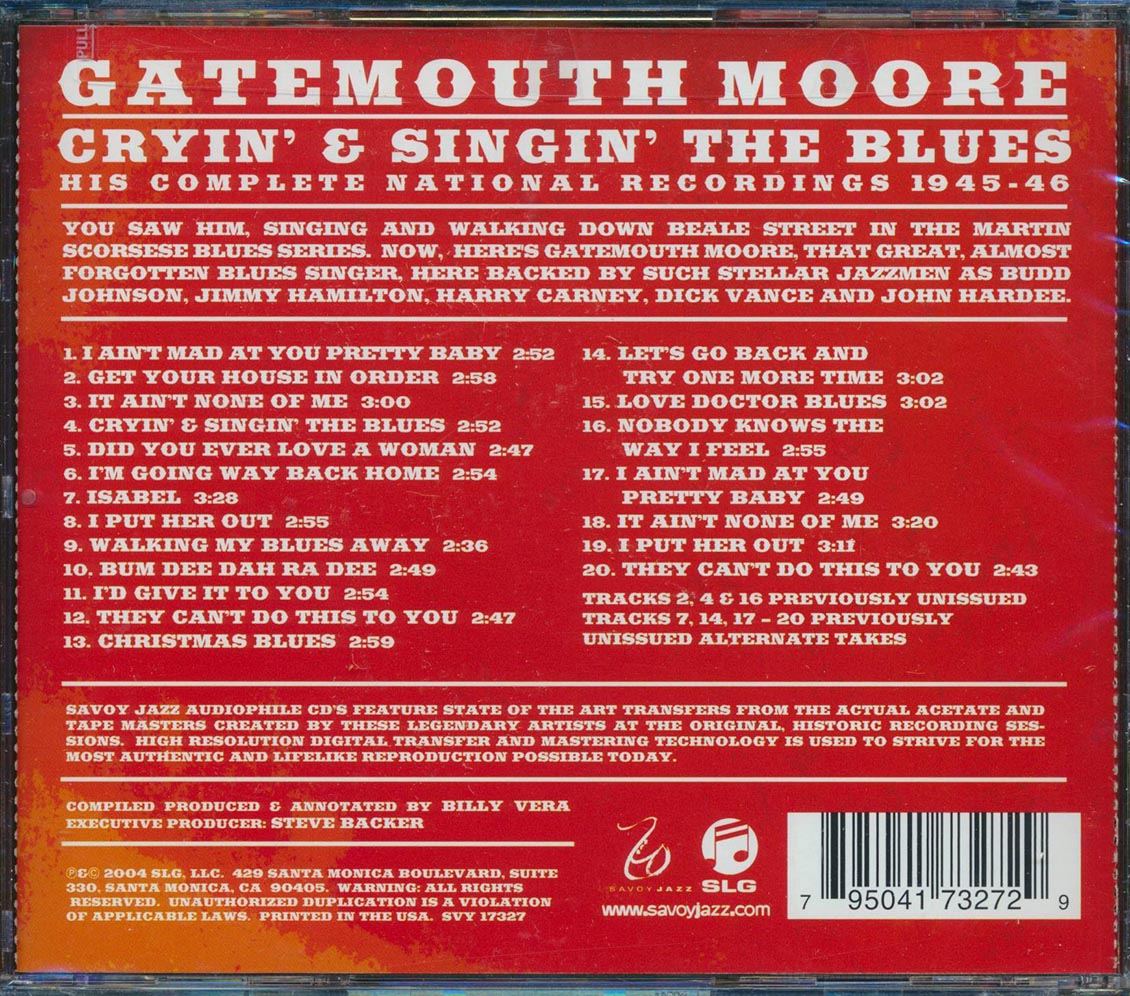 PULL
GATEMOUTH MOORE
CRYIN' & SINGIN' THE BLUES
HIS COMPLETE NATIONAL RECORDINGS 1945-46
YOU SAW HIM, SINGING AND WALKING DOWN BEALE STREET IN THE MARTIN
SCORSESE BLUES SERIES. NOW, HERE'S GATEMOUTH MOORE, THAT GREAT, ALMOST
FORGOTTEN BLUES SINGER, HERE BACKED BY SUCH STELLAR JAZZMEN AS BUDD
JOHNSON, JIMMY HAMILTON, HARRY CARNEY, DICK VANCE AND JOHN HARDEE.
1. I AIN'T MAD AT YOU PRETTY BABY 2:52
2. GET YOUR HOUSE IN ORDER 2:58
3. IT AIN'T NONE OF ME 3:00
4. CRYIN' & SINGIN' THE BLUES 2:52
5. DID YOU EVER LOVE A WOMAN 2:47
6. I'M GOING WAY BACK HOME 2:54
7. ISABEL 3:28
8. I PUT HER OUT 2:55
9. WALKING MY BLUES AWAY 2:36
10. BUM DEE DAH RA DEE 2:49
11. I'D GIVE IT TO YOU 2:54
12. THEY CAN'T DO THIS TO YOU 2:47
13. CHRISTMAS BLUES 2:59
14. LET'S GO BACK AND
TRY ONE MORE TIME 3:02
15. LOVE DOCTOR BLUES 3:02
16. NOBODY KNOWS THE
WAY I FEEL 2:55
17. I AIN'T MAD AT YOU
PRETTY BABY 2:49
18. IT AIN'T NONE OF ME 3:20
19. I PUT HER OUT 3:11
20. THEY CAN'T DO THIS TO YOU 2:43
TRACKS 2, 4 & 16 PREVIOUSLY UNISSUED
TRACKS 7, 14, 17 - 20 PREVIOUSLY
UNISSUED ALTERNATE TAKES
SAVOY JAZZ AUDIOPHILE CD'S FEATURE STATE OF THE ART TRANSFERS FROM THE ACTUAL ACETATE AND
TAPE MASTERS CREATED BY THESE LEGENDARY ARTISTS AT THE ORIGINAL, HISTORIC RECORDING SES-
SIONS. HIGH RESOLUTION DIGITAL TRANSFER AND MASTERING TECHNOLOGY IS USED TO STRIVE FOR THE
MOST AUTHENTIC AND LIFELIKE REPRODUCTION POSSIBLE TODAY.
COMPILED PRODUCED & ANNOTATED BY BILLY VERA
EXECUTIVE PRODUCER: STEVE BACKER
℗&© 2004 SLG, LLC. 429 SANTA MONICA BOULEVARD, SUITE
330, SANTA MONICA, CA 90405. WARNING: ALL RIGHTS
RESERVED. UNAUTHORIZED DUPLICATION IS A VIOLATION
OF APPLICABLE LAWS. PRINTED IN THE USA. SVY 17327
SAVOY JAZZ
SLG
www.savoyjazz.com
7 95041 73272 9